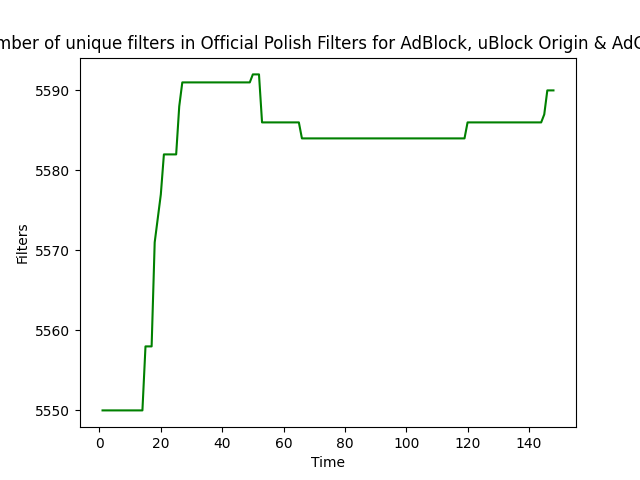 mber of unique filters in Official Polish Filters for AdBlock, uBlock Origin & AdG
5590
5580
5570
5560
5550
Filters
0 20 40 60 80 100 120 140
Time